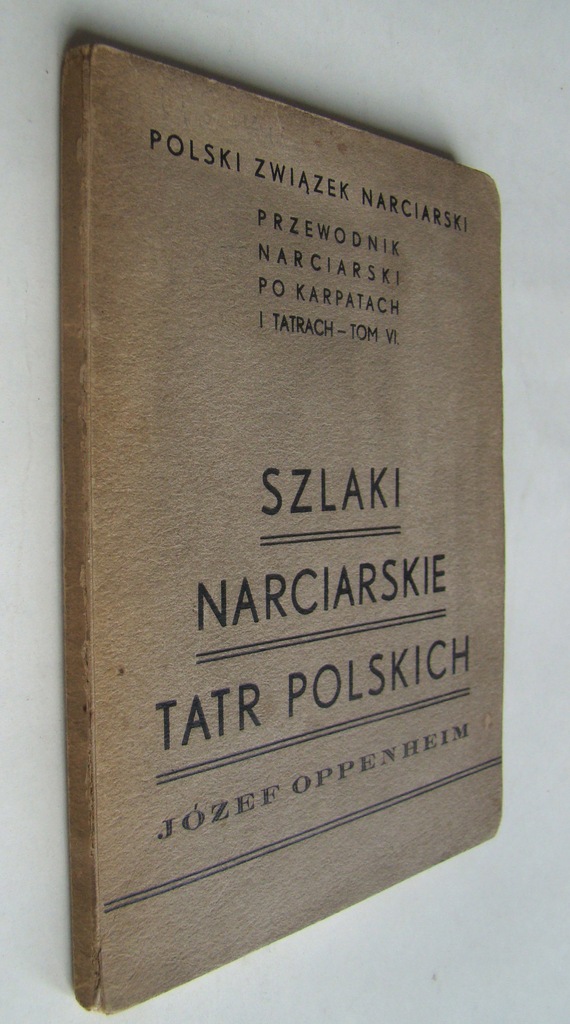 POLSKI ZWIĄZEK NARCIARSKI
PRZEWODNIK
NARCIARSKI
PO KARPATACH
I TATRACH – TOM VI.
SZLAKI
NARCIARSKIE
TATR POLSKICH
JÓZEF OPPENHEIM